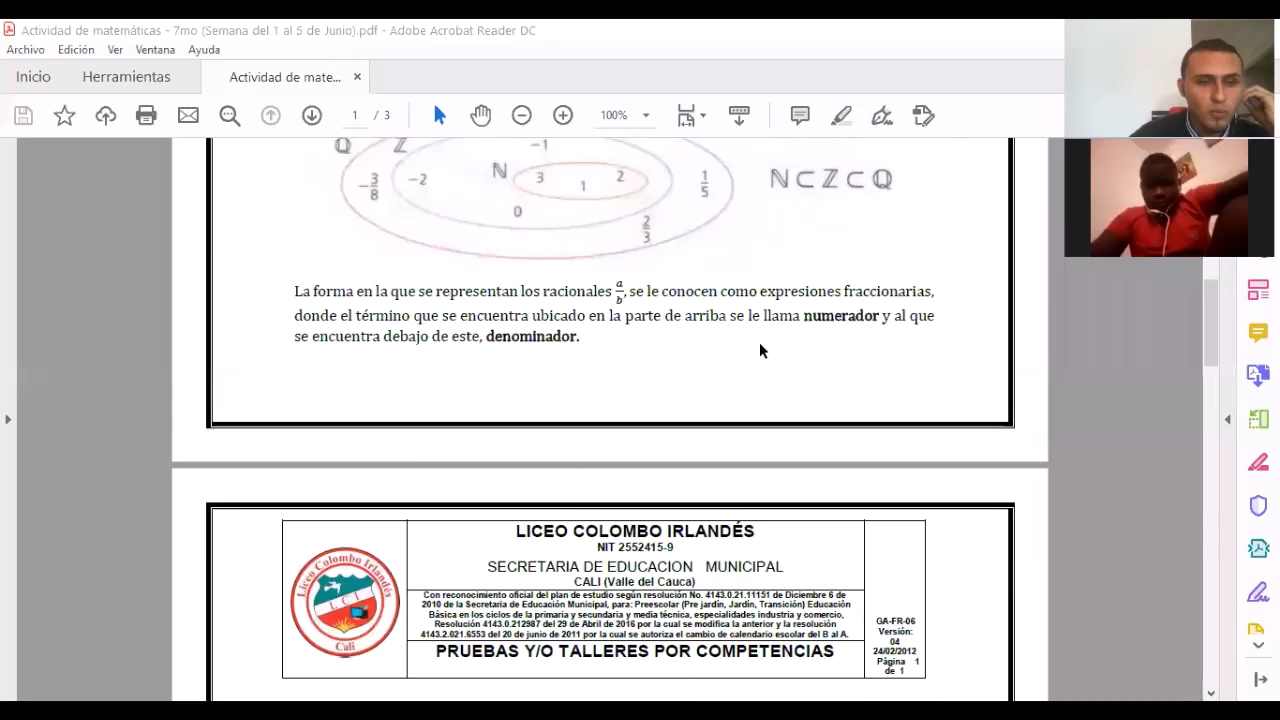 Actividad de matemáticas - 7mo (Semana del 1 al 5 de Junio).pdf - Adobe Acrobat Reader DC
Archivo Edición Ver Ventana Ayuda
Inicio Herramientas Actividad de mate... ×
1 / 3 100%
ℚ ℤ -1
ℕ 3 1 2
-3/8 -2 1/5
0 2/3
ℕ ⊂ ℤ ⊂ ℚ
La forma en la que se representan los racionales a/b, se le conocen como expresiones fraccionarias,
donde el término que se encuentra ubicado en la parte de arriba se le llama numerador y al que
se encuentra debajo de este, denominador.
Liceo Colombo Irlandés
L.C.I.
Cali
LICEO COLOMBO IRLANDÉS
NIT 2552415-9
SECRETARIA DE EDUCACION MUNICIPAL
CALI (Valle del Cauca)
Con reconocimiento oficial del plan de estudio según resolución No. 4143.0.21.11151 de Diciembre 6 de
2010 de la Secretaria de Educación Municipal, para: Preescolar (Pre jardín, Jardín, Transición) Educación
Básica en los ciclos de la primaria y secundaria y media técnica, especialidades industria y comercio,
Resolución 4143.0.212987 del 29 de Abril de 2016 por la cual se modifica la anterior y la resolución
4143.2.021.6553 del 20 de junio de 2011 por la cual se autoriza el cambio de calendario escolar del B al A.
PRUEBAS Y/O TALLERES POR COMPETENCIAS
GA-FR-06
Versión:
04
24/02/2012
Página 1
de 1